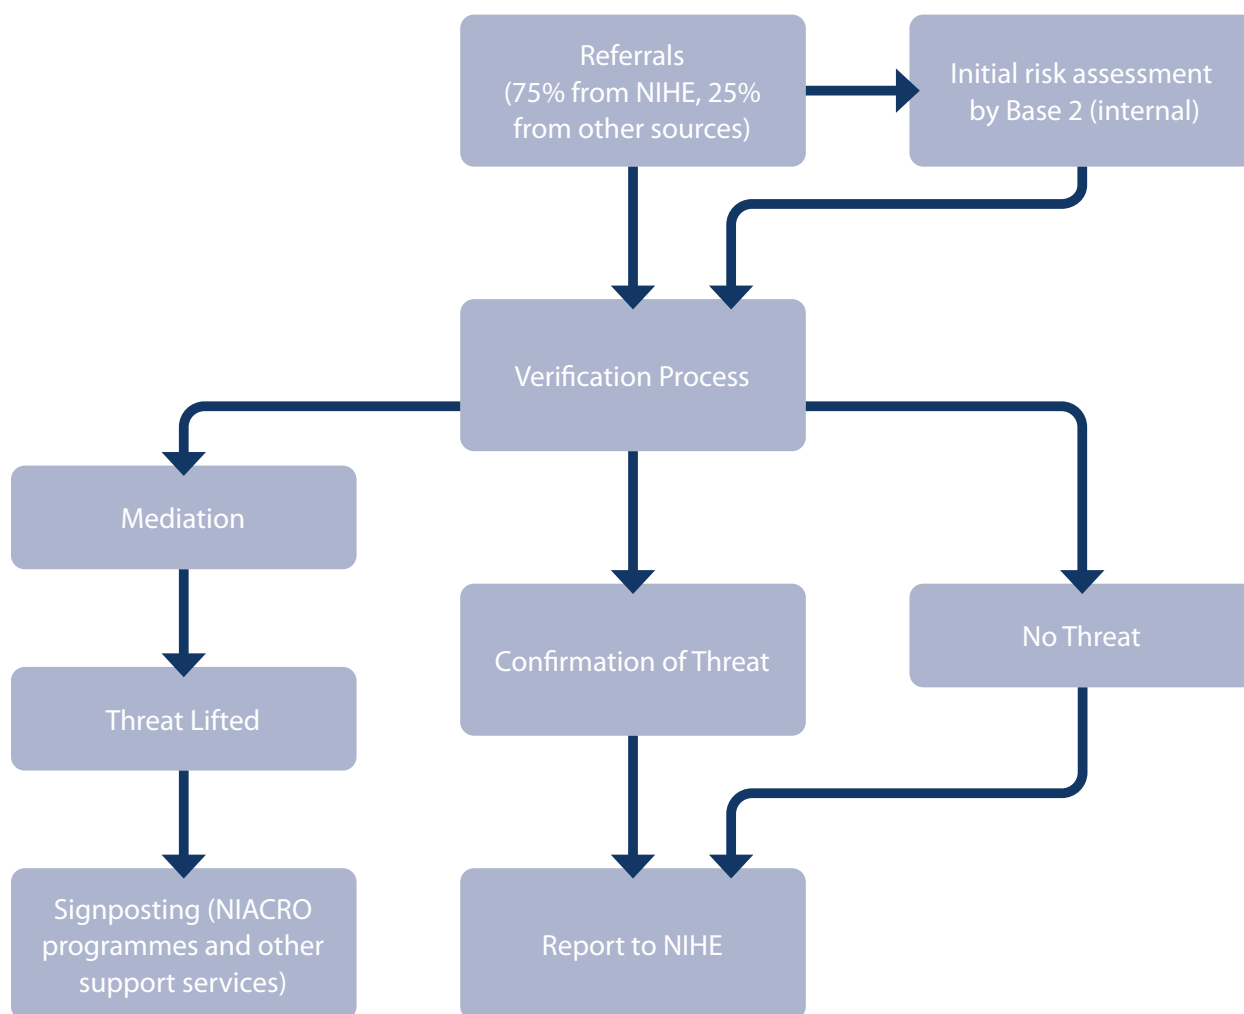 Referrals
(75% from NIHE, 25%
from other sources)
Initial risk assessment
by Base 2 (internal)
Verification Process
Mediation
Confirmation of Threat
No Threat
Threat Lifted
Signposting (NIACRO
programmes and other
support services)
Report to NIHE